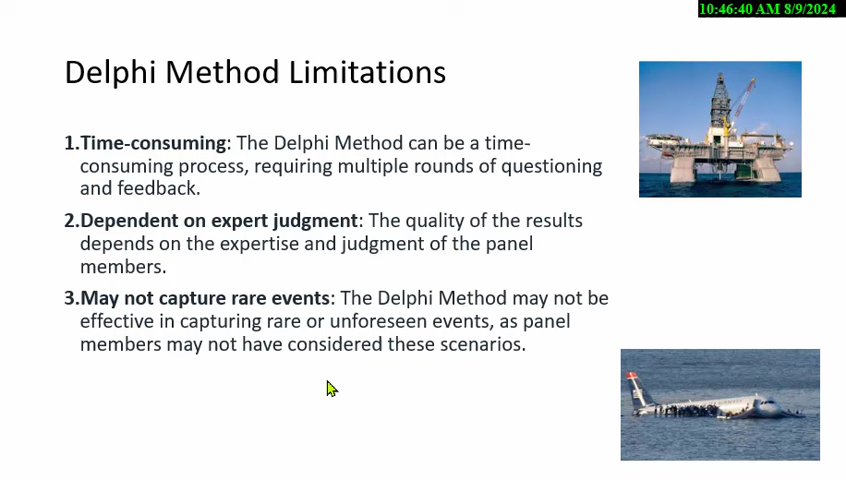 10:46:40 AM 8/9/2024
Delphi Method Limitations
1.Time-consuming: The Delphi Method can be a time-
consuming process, requiring multiple rounds of questioning
and feedback.
2.Dependent on expert judgment: The quality of the results
depends on the expertise and judgment of the panel
members.
3.May not capture rare events: The Delphi Method may not be
effective in capturing rare or unforeseen events, as panel
members may not have considered these scenarios.